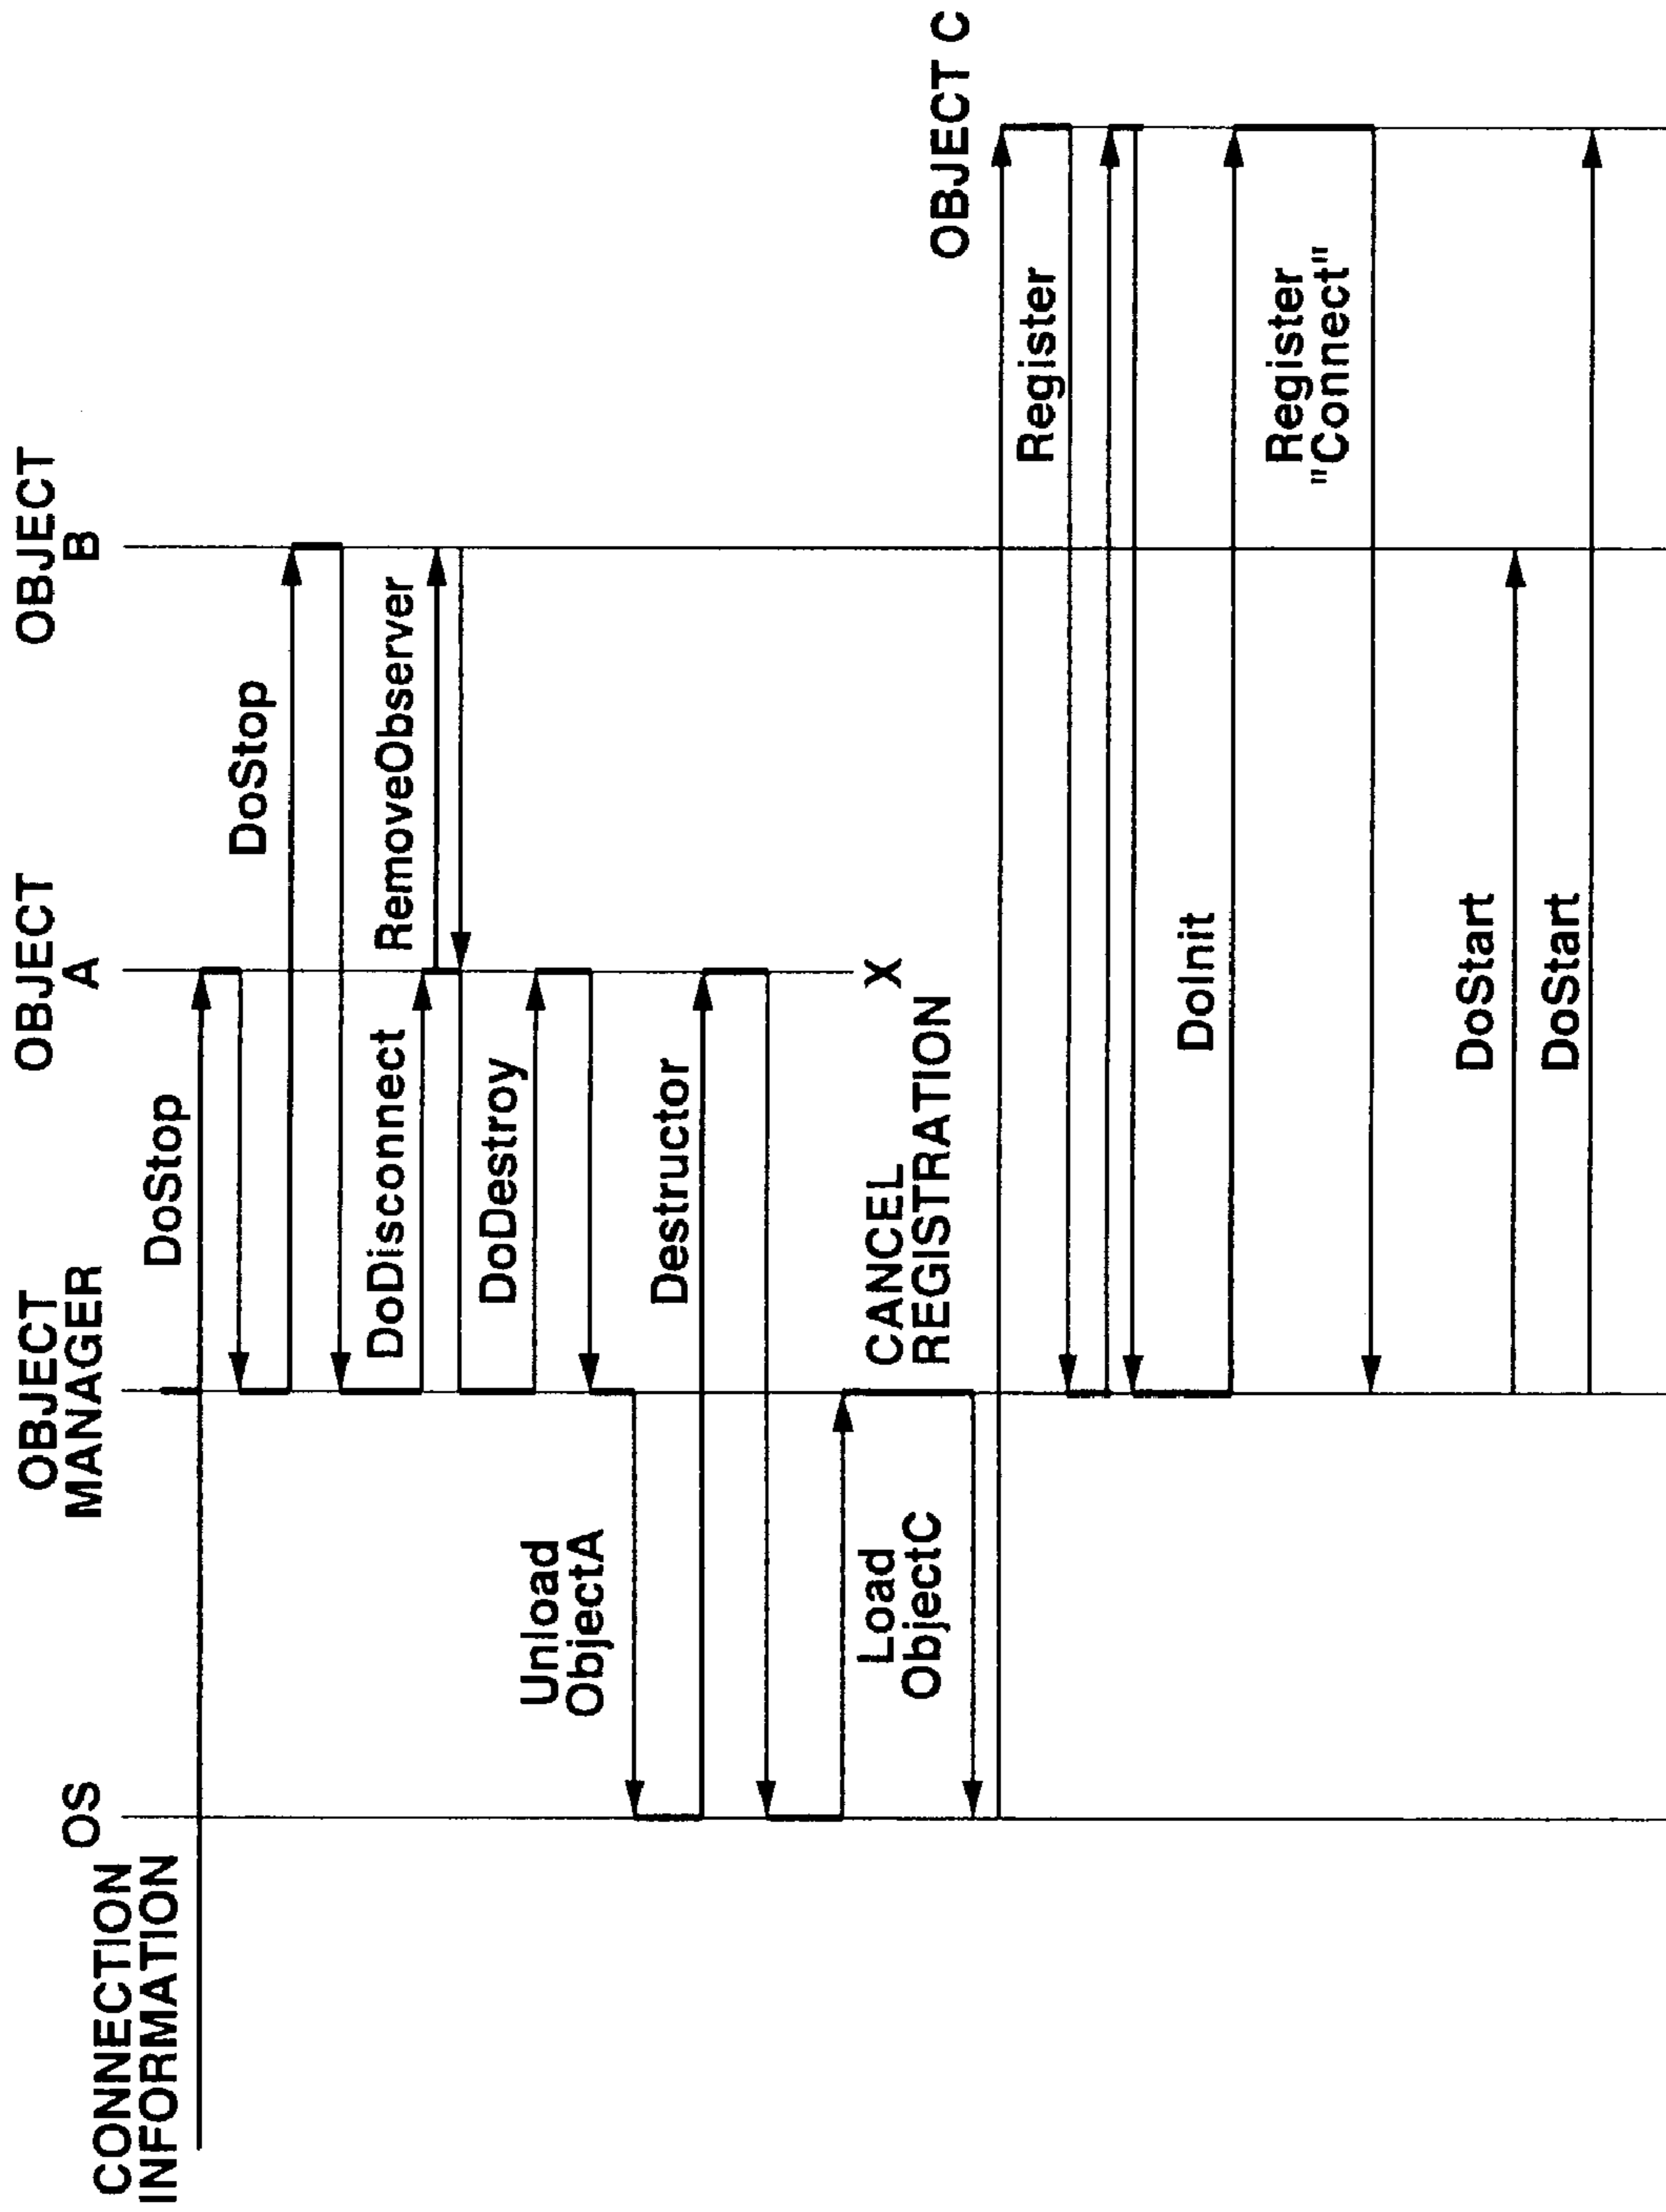 CONNECTION
INFORMATION
OS
OBJECT
MANAGER
OBJECT
A
OBJECT
B
DoStop
DoStop
DoDisconnect
RemoveObserver
DoDestroy
Unload
ObjectA
Destructor
Load
ObjectC
CANCEL
REGISTRATION
X
OBJECT C
Register
DoInit
Register
"Connect"
DoStart
DoStart